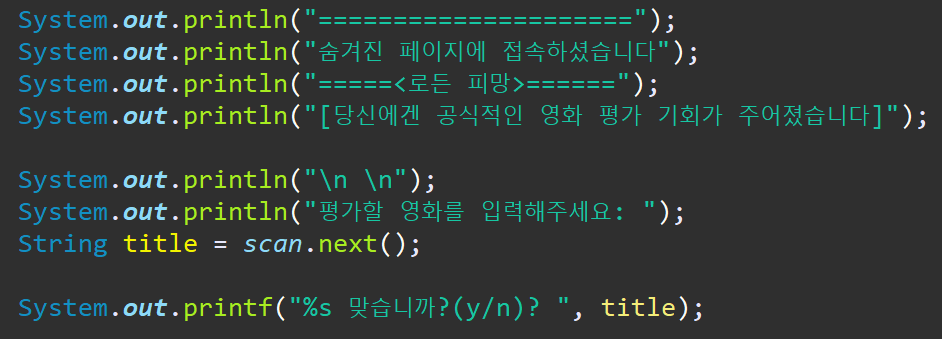 System.out.println("=====================");
System.out.println("숨겨진 페이지에 접속하셨습니다");
System.out.println("=====<로튼 피망>======");
System.out.println("[당신에겐 공식적인 영화 평가 기회가 주어졌습니다]");
System.out.println("\n \n");
System.out.println("평가할 영화를 입력해주세요: ");
String title = scan.next();
System.out.printf("%s 맞습니까?(y/n)? ", title);